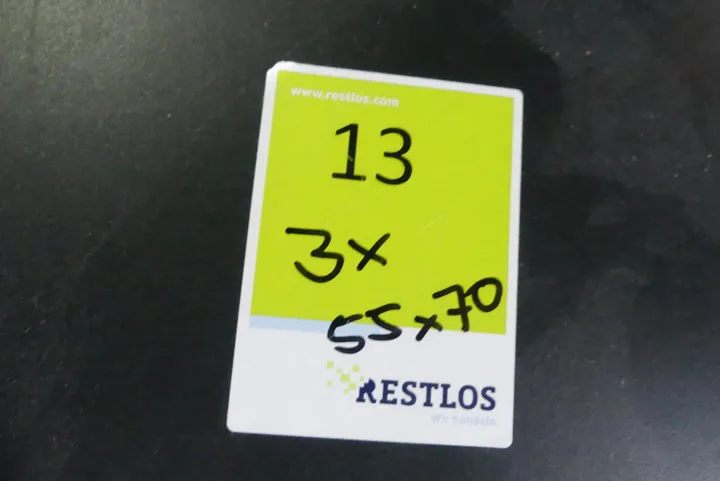 www.restlos.com
13
3x
55x70
RESTLOS
Wir handeln.